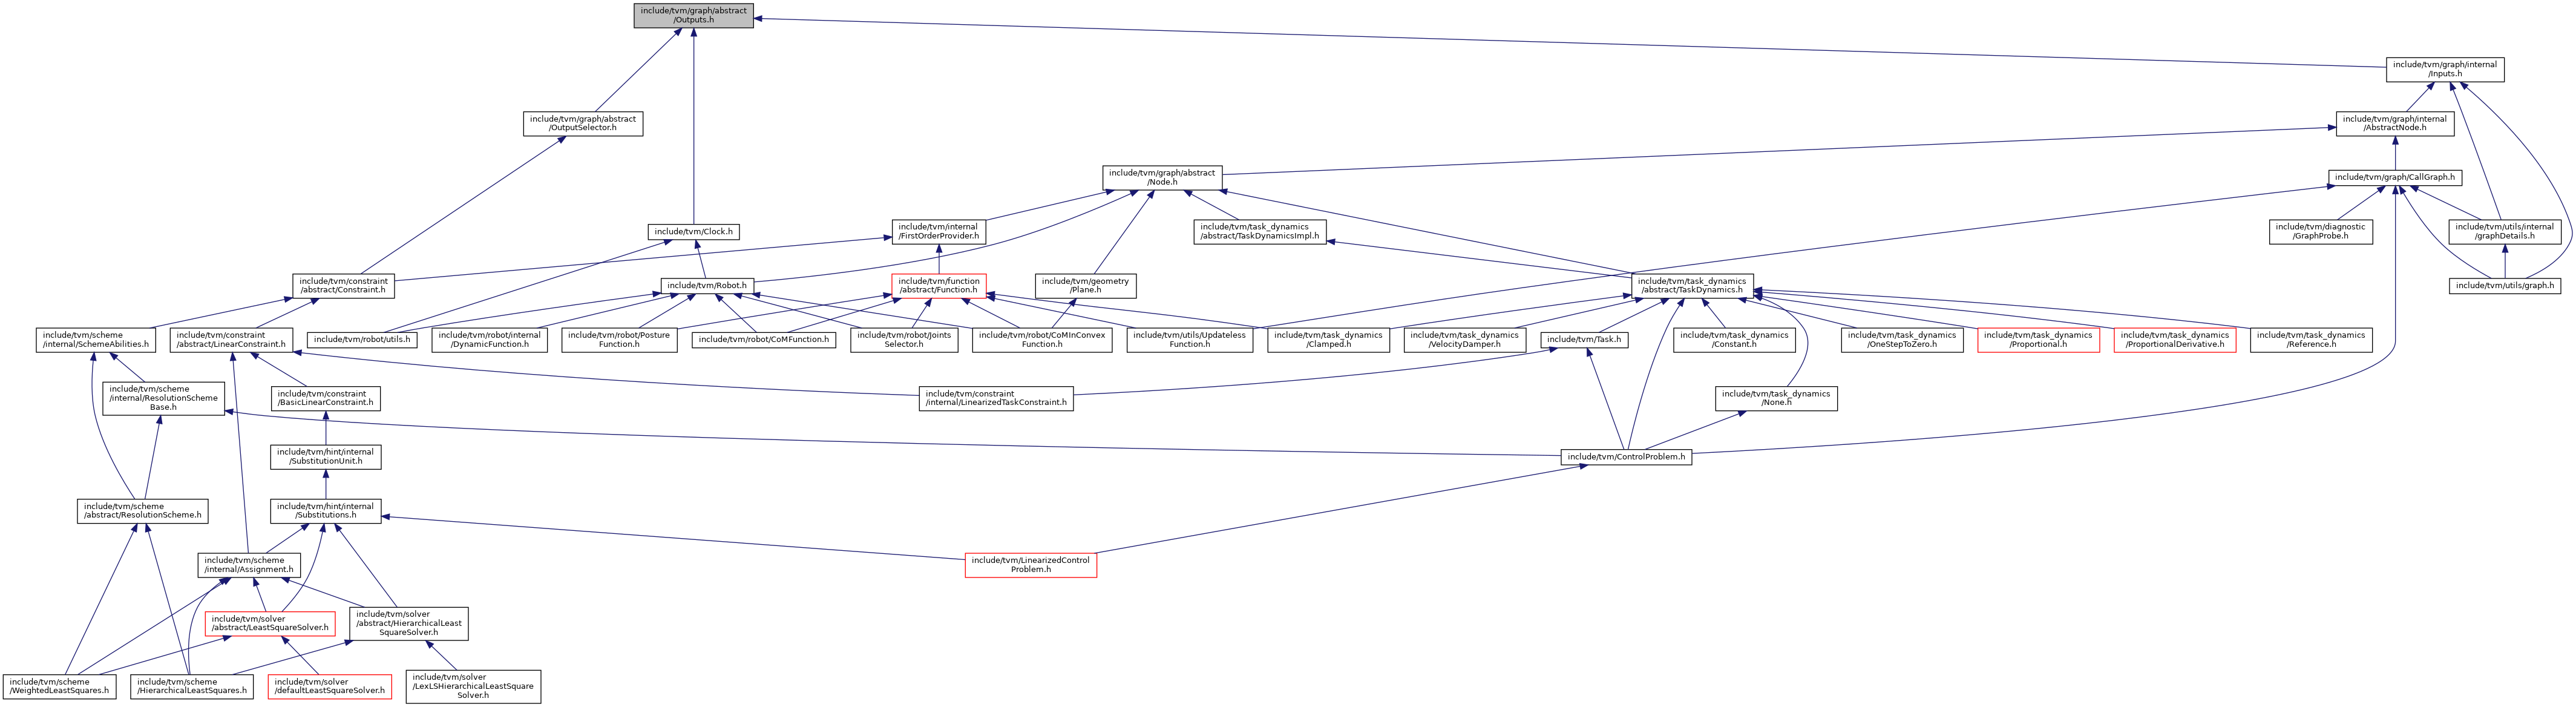 include/tvm/graph/abstract
/Outputs.h
include/tvm/graph/internal
/Inputs.h
include/tvm/graph/abstract
/OutputSelector.h
include/tvm/graph/internal
/AbstractNode.h
include/tvm/graph/abstract
/Node.h
include/tvm/graph/CallGraph.h
include/tvm/Clock.h
include/tvm/internal
/FirstOrderProvider.h
include/tvm/task_dynamics
/abstract/TaskDynamicsImpl.h
include/tvm/diagnostic
/GraphProbe.h
include/tvm/utils/internal
/graphDetails.h
include/tvm/constraint
/abstract/Constraint.h
include/tvm/Robot.h
include/tvm/function
/abstract/Function.h
include/tvm/geometry
/Plane.h
include/tvm/task_dynamics
/abstract/TaskDynamics.h
include/tvm/utils/graph.h
include/tvm/scheme
/internal/SchemeAbilities.h
include/tvm/constraint
/abstract/LinearConstraint.h
include/tvm/robot/utils.h
include/tvm/robot/internal
/DynamicFunction.h
include/tvm/robot/Posture
Function.h
include/tvm/robot/CoMFunction.h
include/tvm/robot/Joints
Selector.h
include/tvm/robot/CoMInConvex
Function.h
include/tvm/utils/Updateless
Function.h
include/tvm/task_dynamics
/Clamped.h
include/tvm/task_dynamics
/VelocityDamper.h
include/tvm/Task.h
include/tvm/task_dynamics
/Constant.h
include/tvm/task_dynamics
/OneStepToZero.h
include/tvm/task_dynamics
/Proportional.h
include/tvm/task_dynamics
/ProportionalDerivative.h
include/tvm/task_dynamics
/Reference.h
include/tvm/scheme
/internal/ResolutionScheme
Base.h
include/tvm/constraint
/BasicLinearConstraint.h
include/tvm/constraint
/internal/LinearizedTaskConstraint.h
include/tvm/task_dynamics
/None.h
include/tvm/hint/internal
/SubstitutionUnit.h
include/tvm/ControlProblem.h
include/tvm/scheme
/abstract/ResolutionScheme.h
include/tvm/hint/internal
/Substitutions.h
include/tvm/scheme
/internal/Assignment.h
include/tvm/LinearizedControl
Problem.h
include/tvm/solver
/abstract/LeastSquareSolver.h
include/tvm/solver
/abstract/HierarchicalLeast
SquareSolver.h
include/tvm/scheme
/WeightedLeastSquares.h
include/tvm/scheme
/HierarchicalLeastSquares.h
include/tvm/solver
/defaultLeastSquareSolver.h
include/tvm/solver
/LexLSHierarchicalLeastSquare
Solver.h